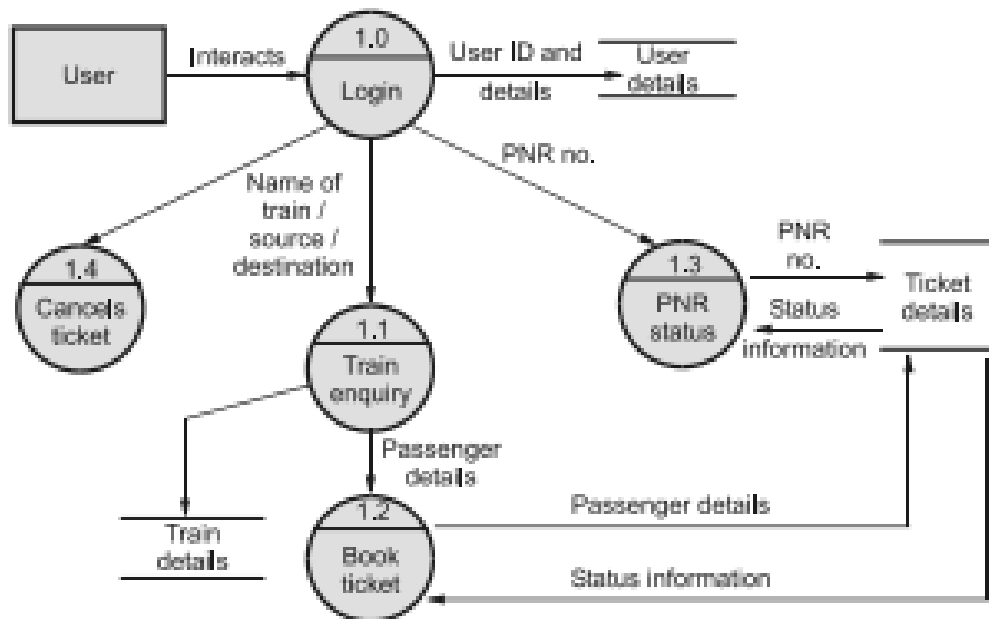 User
Interacts
1.0
Login
User ID and
details
User
details
PNR no.
Name of
train /
source /
destination
1.4
Cancels
ticket
1.3
PNR
status
PNR
no.
Status
information
Ticket
details
1.1
Train
enquiry
Passenger
details
Train
details
1.2
Book
ticket
Passenger details
Status information